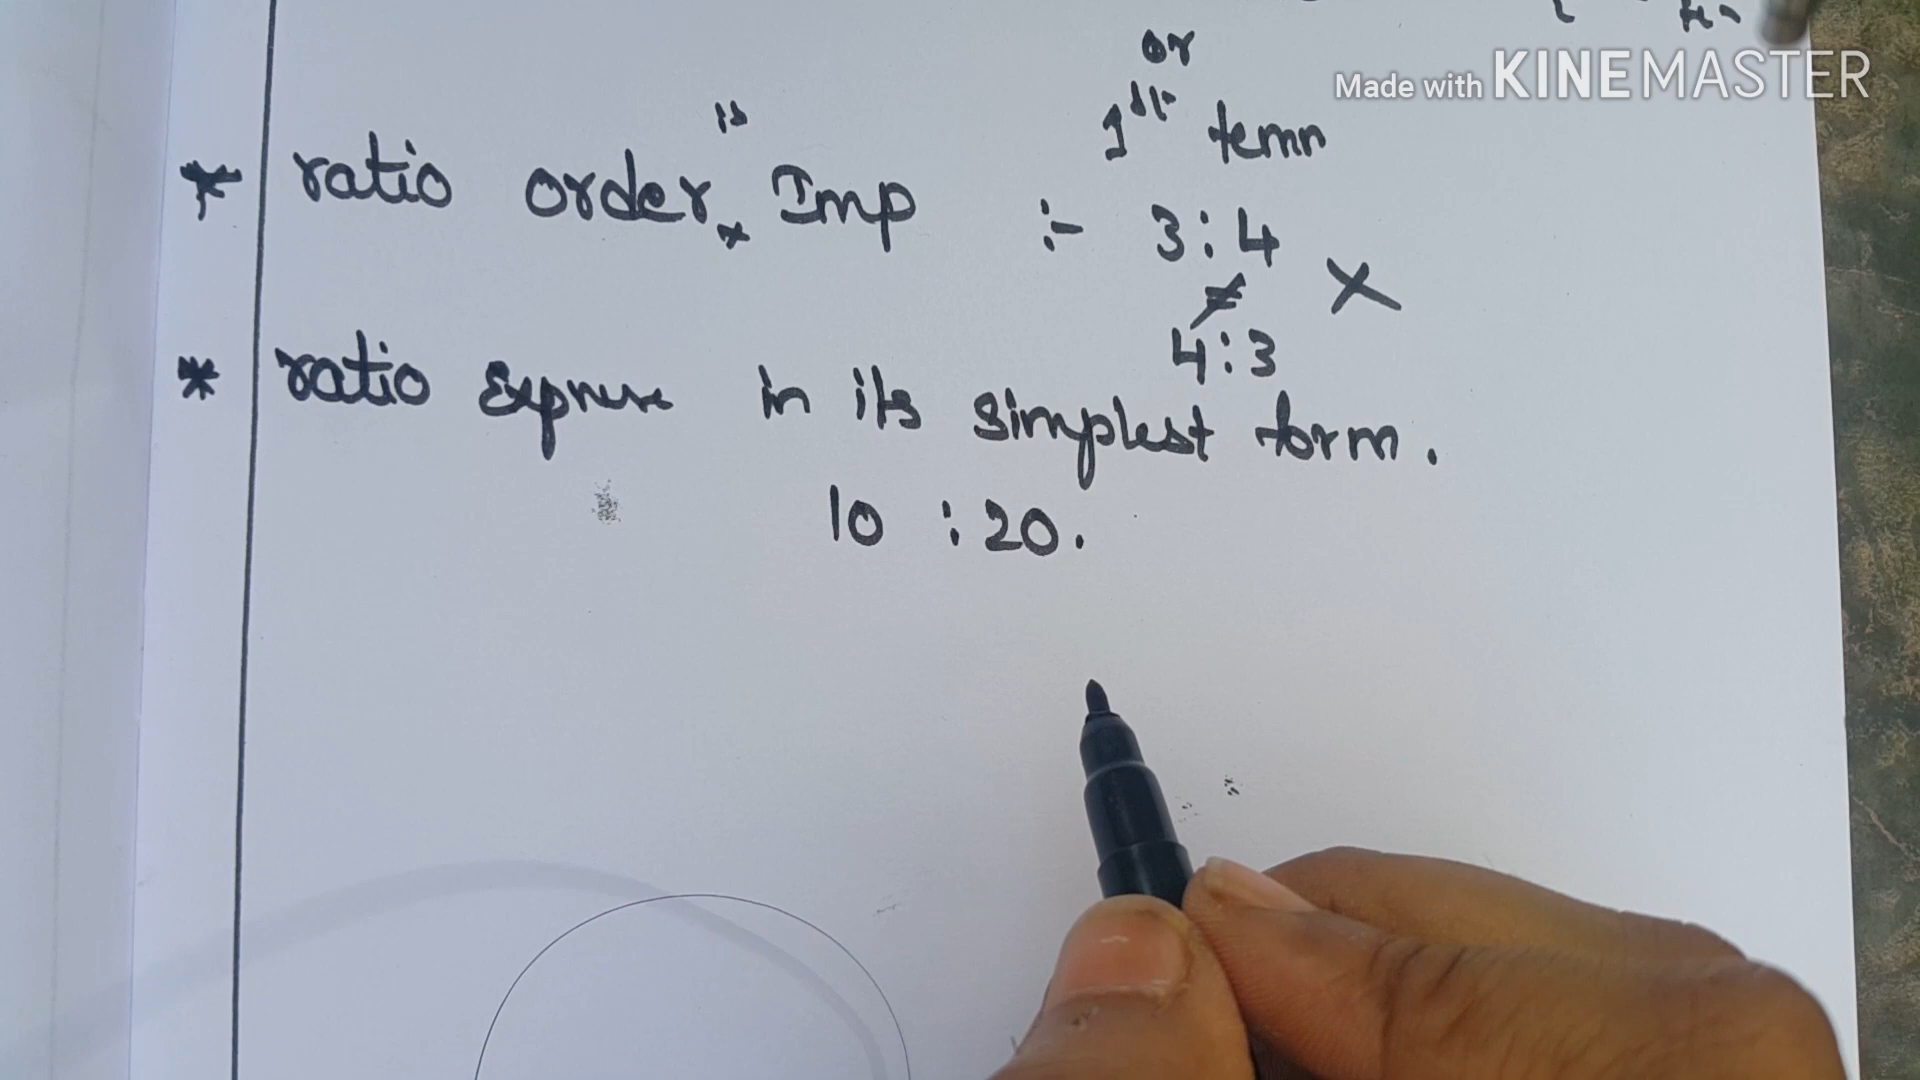 or
Made with KINEMASTER
1st term
is
* ratio order Imp :- 3:4
≠ X
4:3
* ratio Express in its simplest form.
10 : 20.